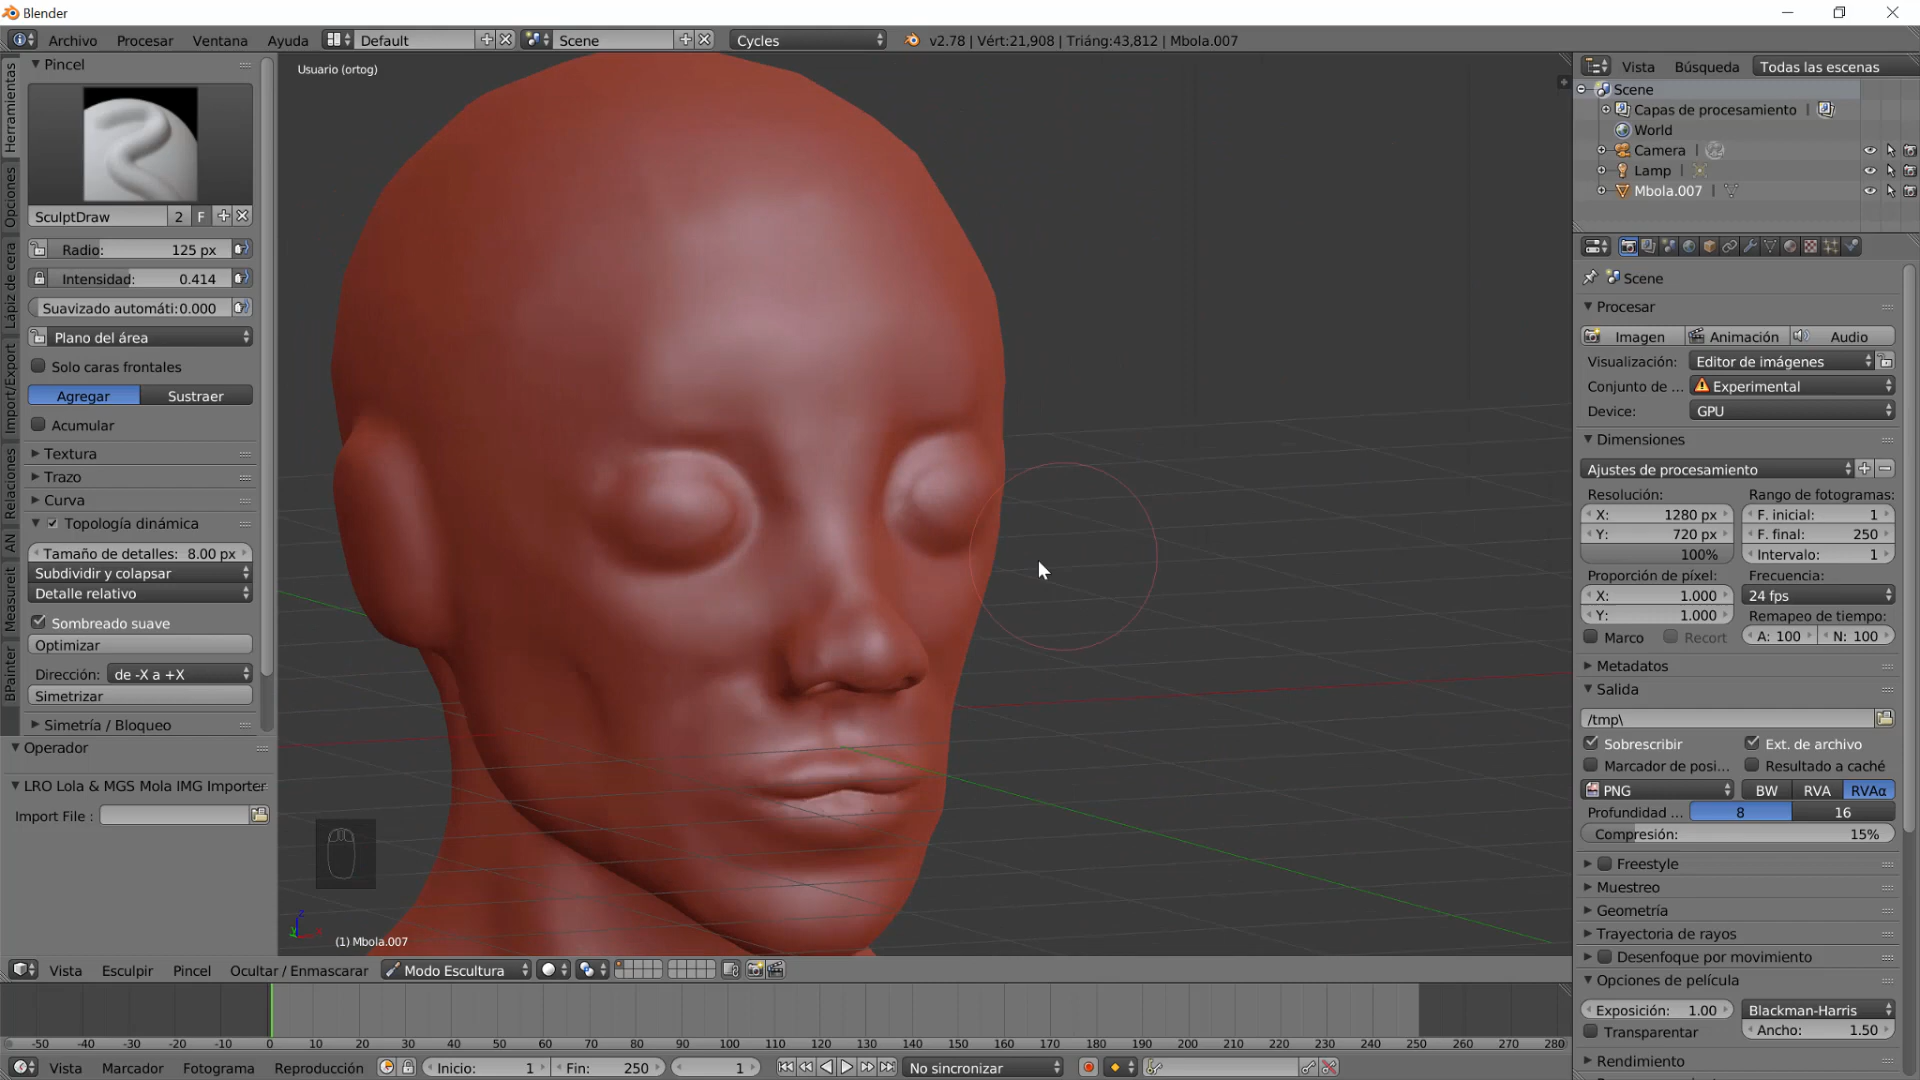 Blender
Archivo Procesar Ventana Ayuda Default Scene Cycles v2.78 | Vért:21,908 | Triáng:43,812 | Mbola.007
Herramientas
Opciones
Lápiz de cera
Import/Export
Relaciones
AN
Measureit
BPainter
Pincel
SculptDraw 2 F
Radio: 125 px
Intensidad: 0.414
Suavizado automáti: 0.000
Plano del área
Solo caras frontales
Agregar Sustraer
Acumular
Textura
Trazo
Curva
Topología dinámica
Tamaño de detalles: 8.00 px
Subdividir y colapsar
Detalle relativo
Sombreado suave
Optimizar
Dirección: de -X a +X
Simetrizar
Simetría / Bloqueo
Operador
LRO Lola & MGS Mola IMG Importer
Import File :
Usuario (ortog)
(1) Mbola.007
Vista Esculpir Pincel Ocultar / Enmascarar Modo Escultura
-50 -40 -30 -20 -10 0 10 20 30 40 50 60 70 80 90 100 110 120 130 140 150 160 170 180 190 200 210 220 230 240 250 260 270 280
Vista Marcador Fotograma Reproducción Inicio: 1 Fin: 250 1 No sincronizar
Vista Búsqueda Todas las escenas
Scene
Capas de procesamiento |
World
Camera |
Lamp |
Mbola.007 |
Scene
Procesar
Imagen Animación Audio
Visualización: Editor de imágenes
Conjunto de ... Experimental
Device: GPU
Dimensiones
Ajustes de procesamiento
Resolución: Rango de fotogramas:
X: 1280 px F. inicial: 1
Y: 720 px F. final: 250
100% Intervalo: 1
Proporción de píxel: Frecuencia:
X: 1.000 24 fps
Y: 1.000 Remapeo de tiempo:
Marco Recort A: 100 N: 100
Metadatos
Salida
/tmp\
Sobrescribir Ext. de archivo
Marcador de posi... Resultado a caché
PNG BW RVA RVAα
Profundidad ... 8 16
Compresión: 15%
Freestyle
Muestreo
Geometría
Trayectoria de rayos
Desenfoque por movimiento
Opciones de película
Exposición: 1.00 Blackman-Harris
Transparentar Ancho: 1.50
Rendimiento